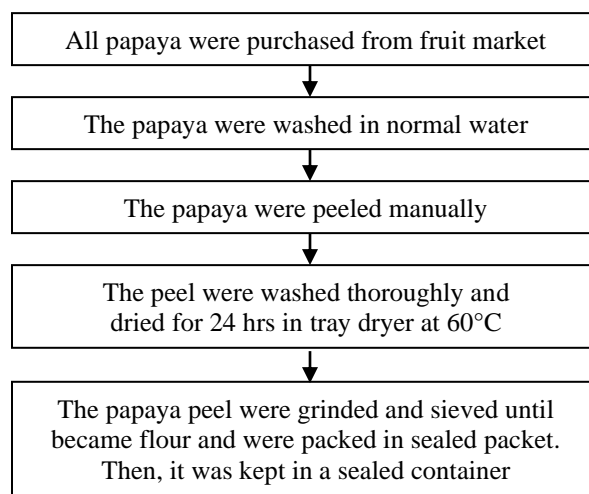 All papaya were purchased from fruit market
The papaya were washed in normal water
The papaya were peeled manually
The peel were washed thoroughly and
dried for 24 hrs in tray dryer at 60°C
The papaya peel were grinded and sieved until
became flour and were packed in sealed packet.
Then, it was kept in a sealed container